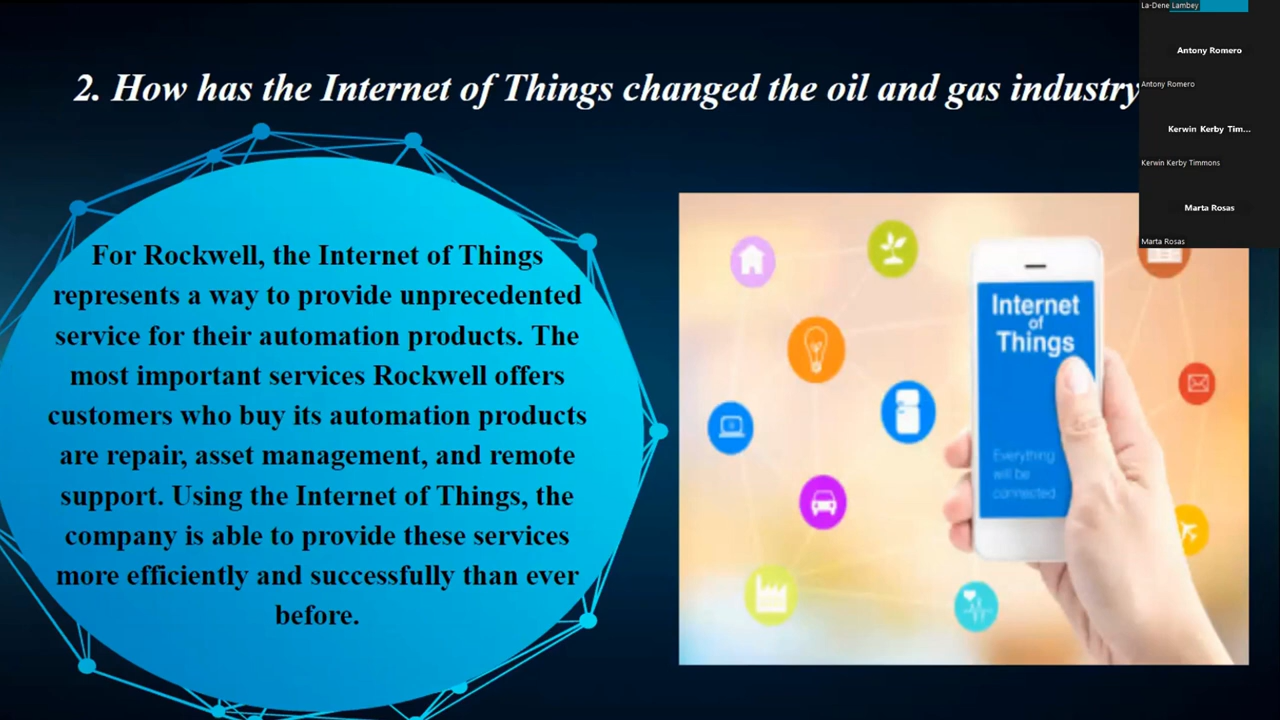 La-Dene Lambey
Antony Romero
Antony Romero
Kerwin Kerby Tim...
Kerwin Kerby Timmons
Marta Rosas
Marta Rosas
2. How has the Internet of Things changed the oil and gas industry
For Rockwell, the Internet of Things
represents a way to provide unprecedented
service for their automation products. The
most important services Rockwell offers
customers who buy its automation products
are repair, asset management, and remote
support. Using the Internet of Things, the
company is able to provide these services
more efficiently and successfully than ever
before.
Internet
of
Things
Everything
will be
connected